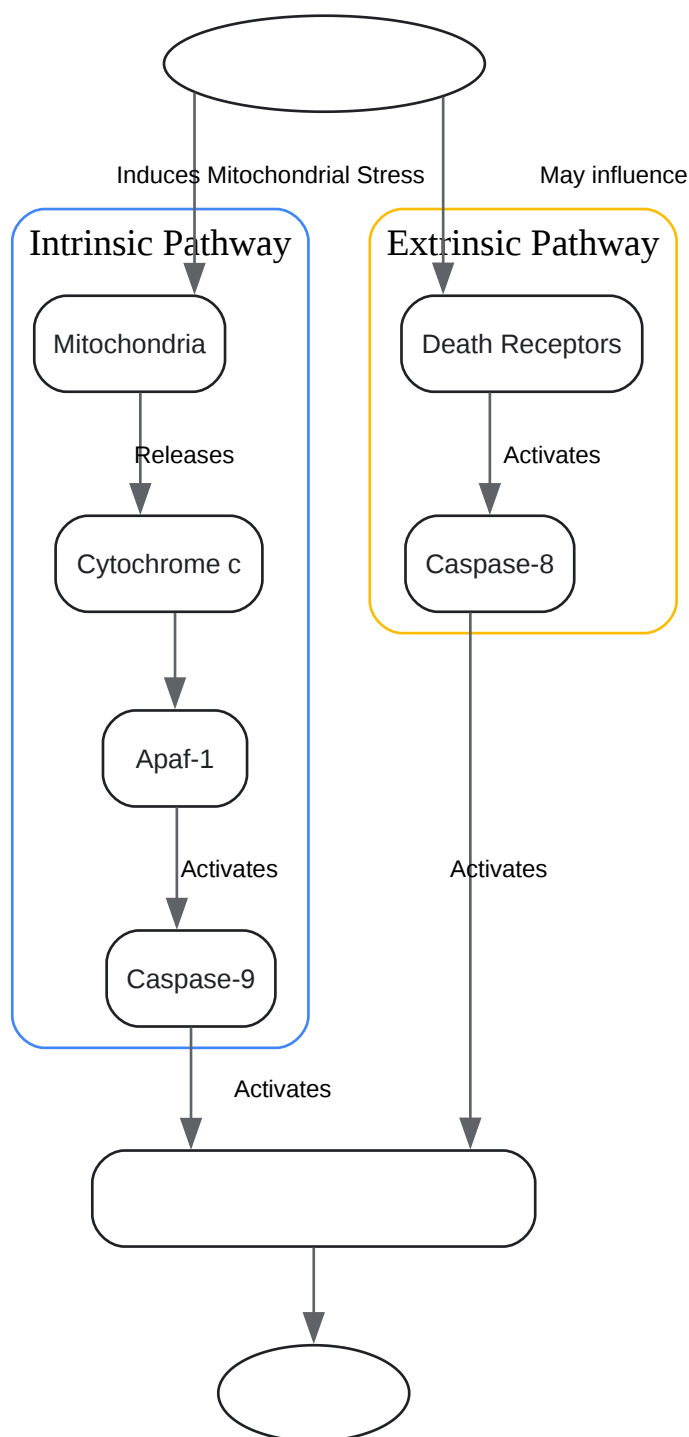 Induces Mitochondrial Stress
May influence
Intrinsic Pathway
Extrinsic Pathway
Mitochondria
Death Receptors
Releases
Activates
Cytochrome c
Caspase-8
Apaf-1
Activates
Activates
Caspase-9
Activates